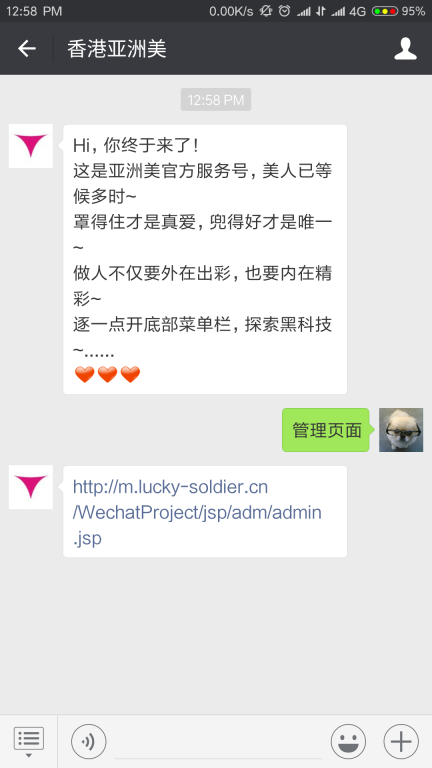 12:58 PM 0.00K/s 4G 95%
香港亚洲美
12:58 PM
Hi, 你终于来了!
这是亚洲美官方服务号, 美人已等
候多时~
罩得住才是真爱, 兜得好才是唯一
~
做人不仅要外在出彩, 也要内在精
彩~
逐一点开底部菜单栏, 探索黑科技
~......
管理页面
http://m.lucky-soldier.cn
/WechatProject/jsp/adm/admin
.jsp